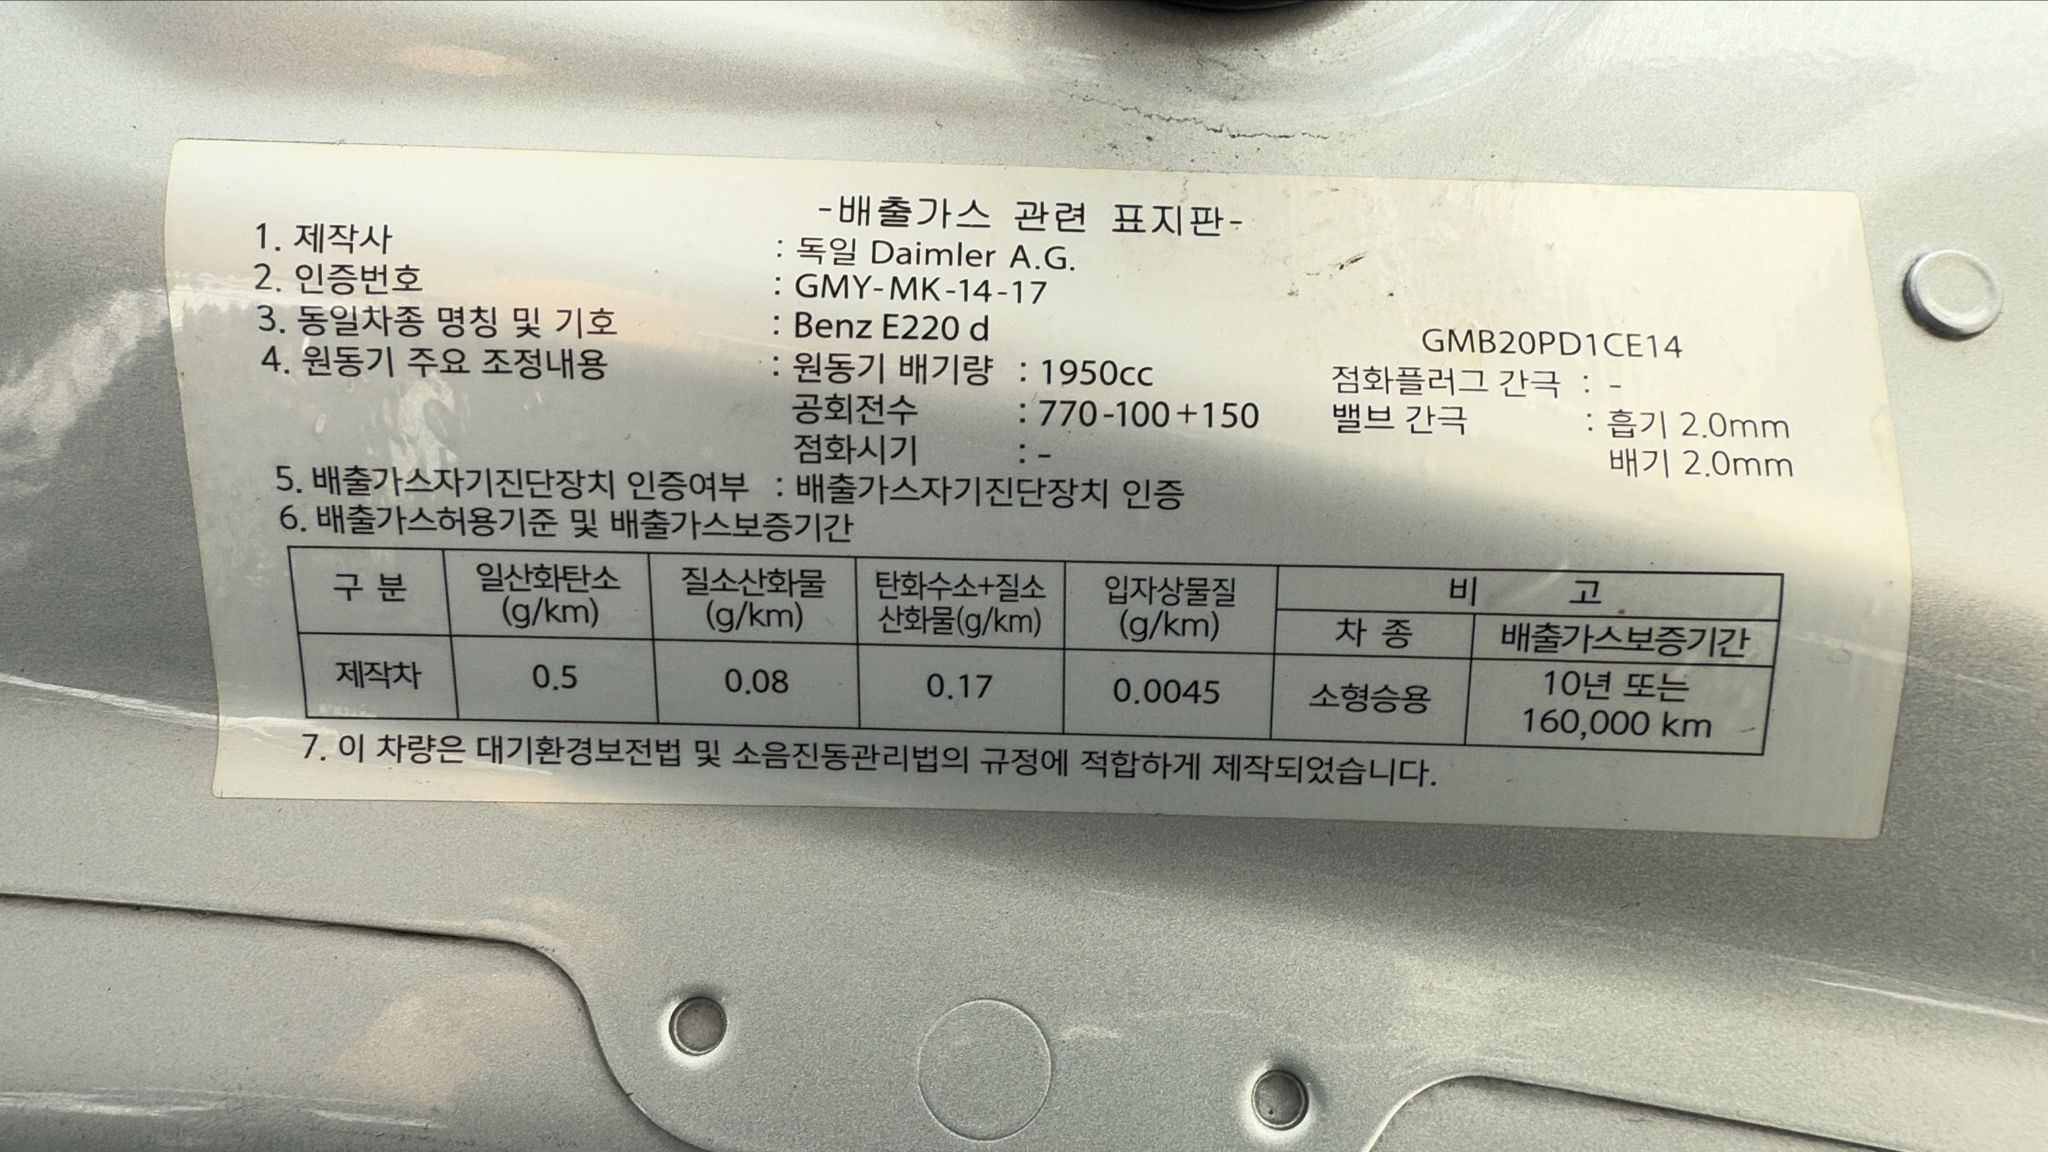 -배출가스 관련 표지판-
1. 제작사 : 독일 Daimler A.G.
2. 인증번호 : GMY-MK-14-17
3. 동일차종 명칭 및 기호 : Benz E220 d GMB20PD1CE14
4. 원동기 주요 조정내용 : 원동기 배기량 : 1950cc 점화플러그 간극 : -
공회전수 : 770-100+150 밸브 간극 : 흡기 2.0mm
점화시기 : - 배기 2.0mm
5. 배출가스자기진단장치 인증여부 : 배출가스자기진단장치 인증
6. 배출가스허용기준 및 배출가스보증기간
구 분 일산화탄소 (g/km) 질소산화물 (g/km) 탄화수소+질소산화물(g/km) 입자상물질 (g/km) 비 고
차 종 배출가스보증기간
제작차 0.5 0.08 0.17 0.0045 소형승용 10년 또는 160,000 km
7. 이 차량은 대기환경보전법 및 소음진동관리법의 규정에 적합하게 제작되었습니다.